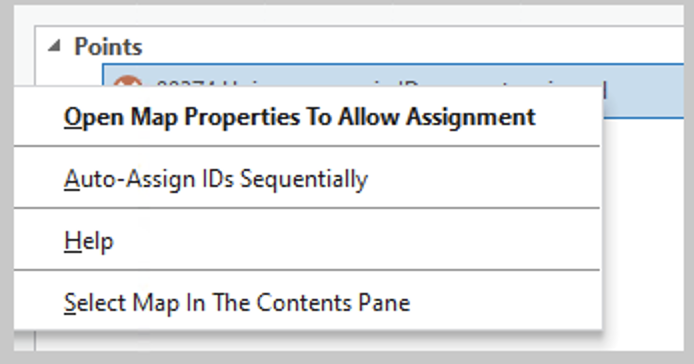 Points
Open Map Properties To Allow Assignment
Auto-Assign IDs Sequentially
Help
Select Map In The Contents Pane